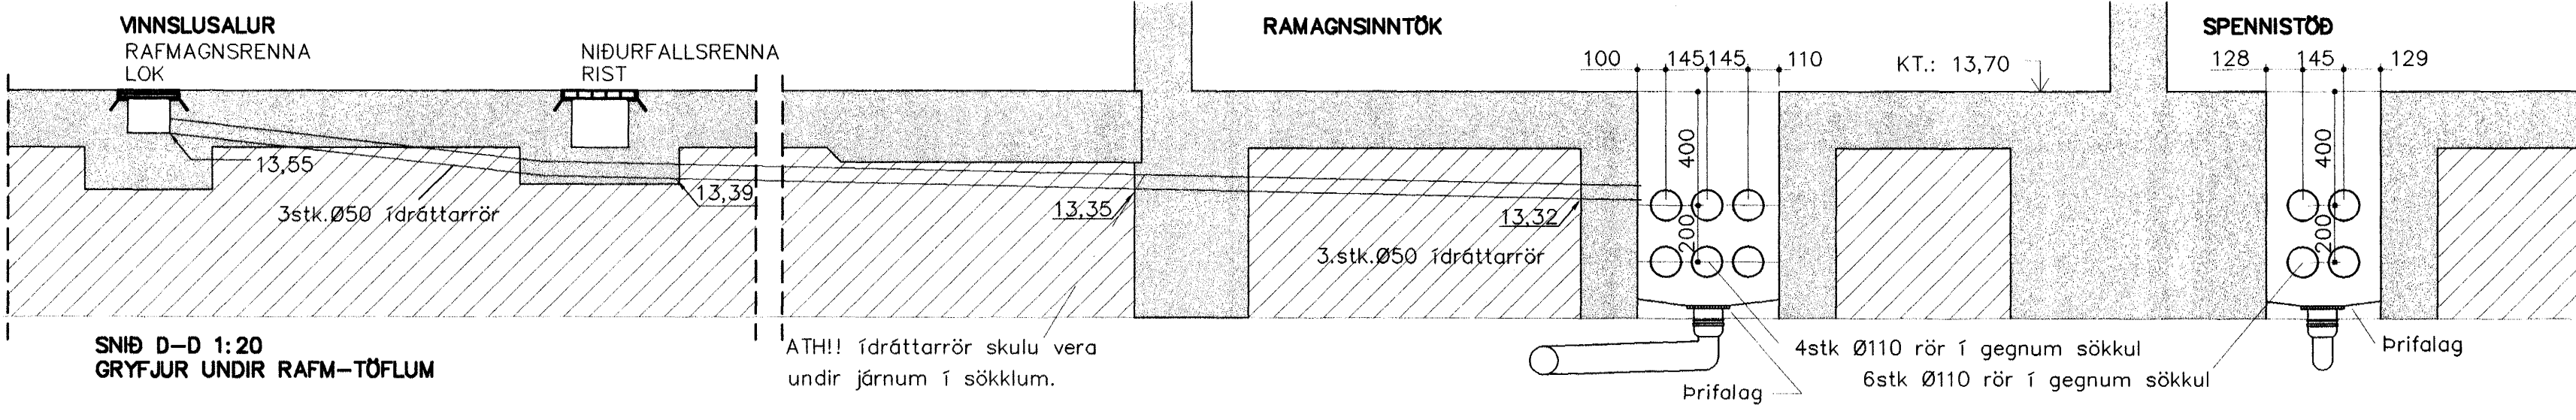 VINNSLUSALUR
RAFMAGNSRENNA
LOK
NIÐURFALLSRENNA
RIST
RAMAGNSINNTÖK
SPENNISTÖÐ
100 145 145 110
KT.: 13,70
128 145 129
400
400
13,55
13,39
3stk.Ø50 ídráttarrör
13,35
13,32
200
200
3.stk.Ø50 ídráttarrör
SNIÐ D-D 1:20
GRYFJUR UNDIR RAFM-TÖFLUM
ATH!! ídráttarrör skulu vera
undir járnum í sökklum.
4stk Ø110 rör í gegnum sökkul
6stk Ø110 rör í gegnum sökkul
Þrifalag
Þrifalag